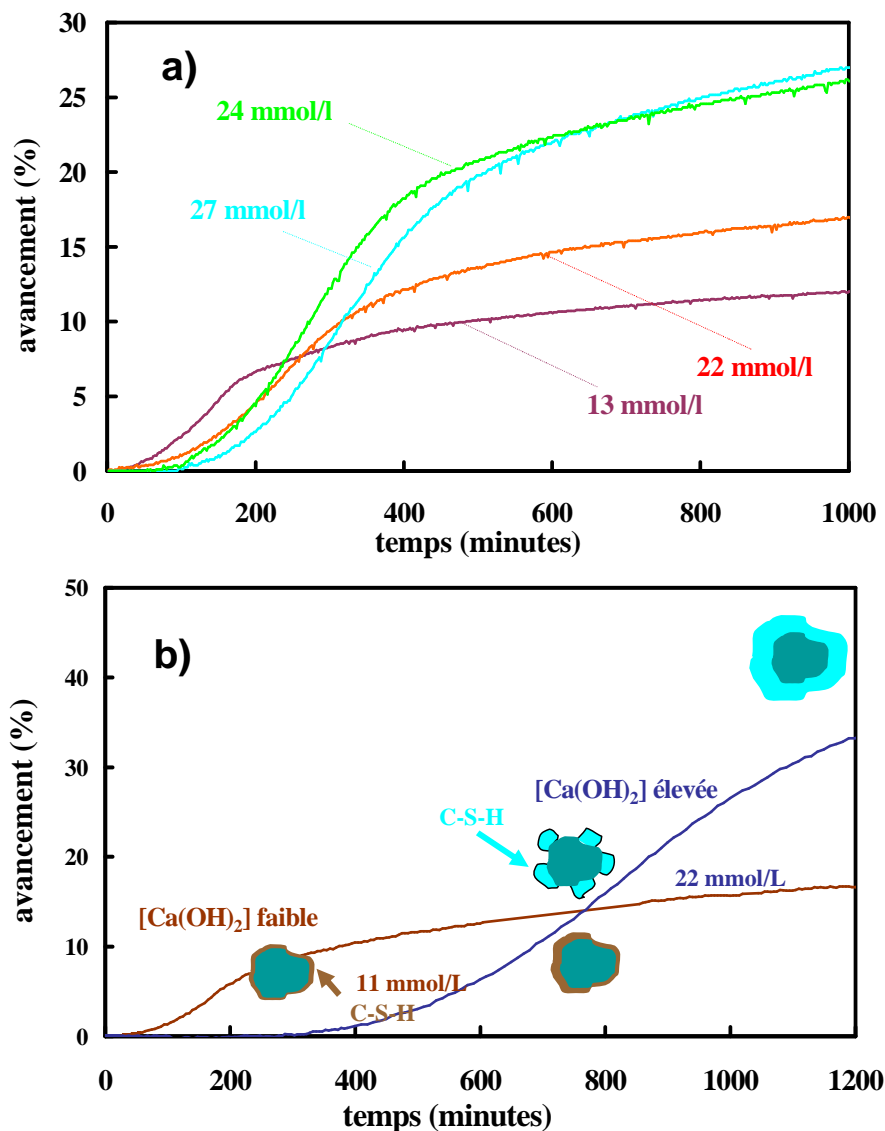 a)
30
25
20
15
10
5
0
avancement (%)
24 mmol/l
27 mmol/l
22 mmol/l
13 mmol/l
0 200 400 600 800 1000
temps (minutes)
b)
50
40
30
20
10
0
avancement (%)
[Ca(OH)₂] élevée
C-S-H
22 mmol/L
[Ca(OH)₂] faible
11 mmol/L
C-S-H
0 200 400 600 800 1000 1200
temps (minutes)